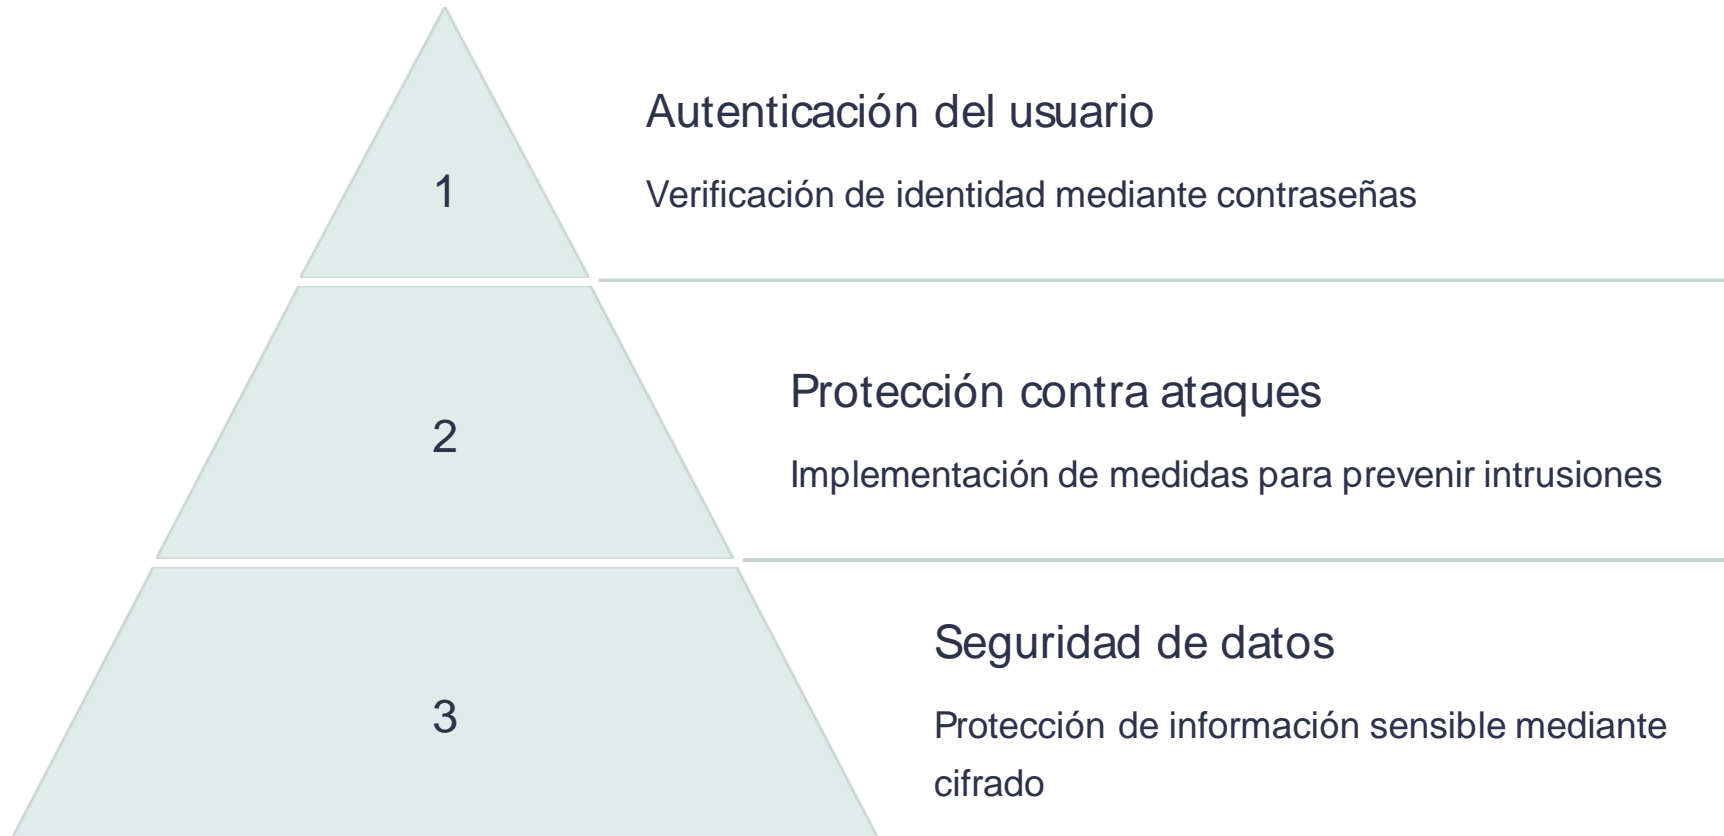 1
Autenticación del usuario
Verificación de identidad mediante contraseñas
2
Protección contra ataques
Implementación de medidas para prevenir intrusiones
3
Seguridad de datos
Protección de información sensible mediante
cifrado